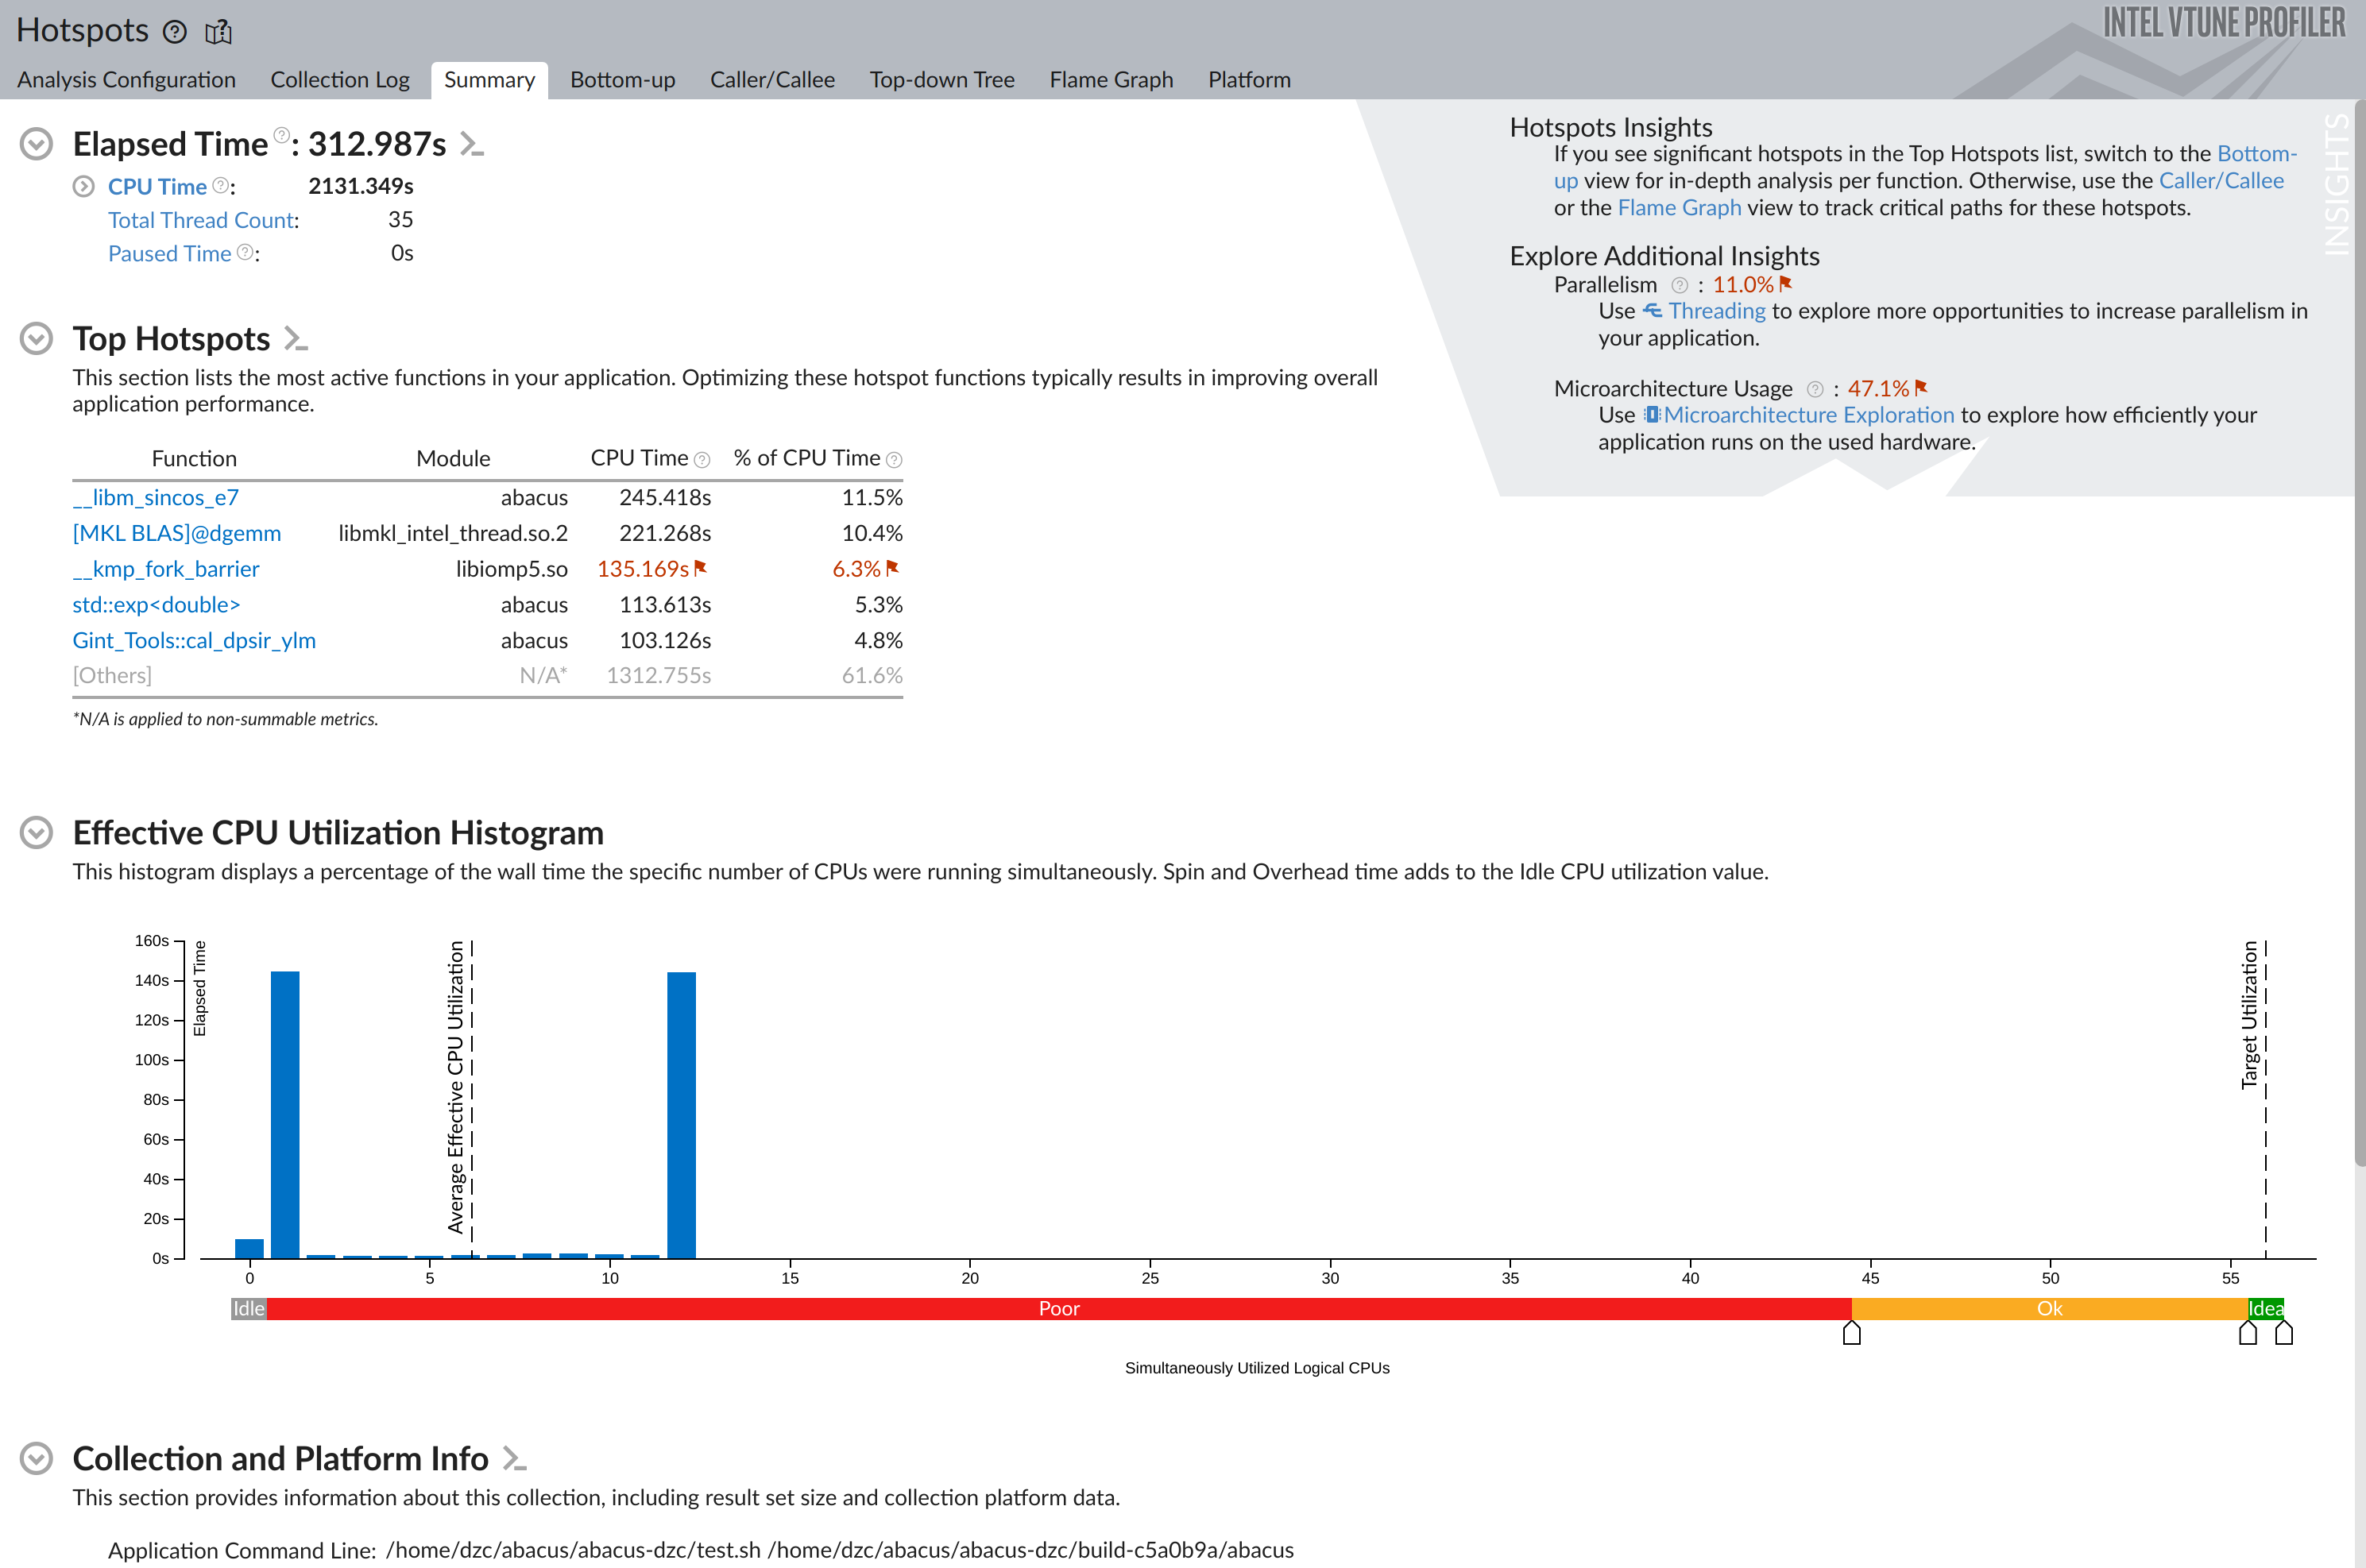 Hotspots
INTEL VTUNE PROFILER
Analysis Configuration Collection Log Summary Bottom-up Caller/Callee Top-down Tree Flame Graph Platform
Elapsed Time: 312.987s
CPU Time: 2131.349s
Total Thread Count: 35
Paused Time: 0s
Hotspots Insights
If you see significant hotspots in the Top Hotspots list, switch to the Bottom-
up view for in-depth analysis per function. Otherwise, use the Caller/Callee
or the Flame Graph view to track critical paths for these hotspots.
Explore Additional Insights
Parallelism : 11.0%
Use Threading to explore more opportunities to increase parallelism in
your application.
Microarchitecture Usage : 47.1%
Use Microarchitecture Exploration to explore how efficiently your
application runs on the used hardware.
INSIGHTS
Top Hotspots
This section lists the most active functions in your application. Optimizing these hotspot functions typically results in improving overall
application performance.
Function Module CPU Time % of CPU Time
__libm_sincos_e7 abacus 245.418s 11.5%
[MKL BLAS]@dgemm libmkl_intel_thread.so.2 221.268s 10.4%
__kmp_fork_barrier libiomp5.so 135.169s 6.3%
std::exp<double> abacus 113.613s 5.3%
Gint_Tools::cal_dpsir_ylm abacus 103.126s 4.8%
[Others] N/A* 1312.755s 61.6%
*N/A is applied to non-summable metrics.
Effective CPU Utilization Histogram
This histogram displays a percentage of the wall time the specific number of CPUs were running simultaneously. Spin and Overhead time adds to the Idle CPU utilization value.
160s
140s
120s
100s
80s
60s
40s
20s
0s
Elapsed Time
Average Effective CPU Utilization
Target Utilization
0 5 10 15 20 25 30 35 40 45 50 55
Idle Poor Ok Idea
Simultaneously Utilized Logical CPUs
Collection and Platform Info
This section provides information about this collection, including result set size and collection platform data.
Application Command Line: /home/dzc/abacus/abacus-dzc/test.sh /home/dzc/abacus/abacus-dzc/build-c5a0b9a/abacus